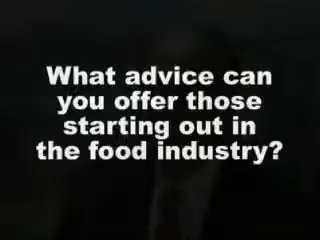 What advice can
you offer those
starting out in
the food industry?